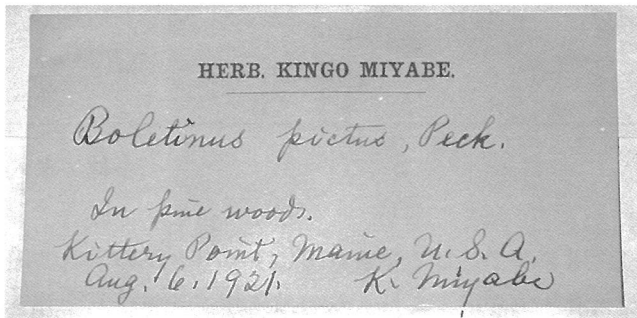 HERB. KINGO MIYABE.
Boletinus pictus, Peck.
In pine woods.
Kittery Point, Maine, U.S.A.
Aug. 6. 1921. K. Miyabe